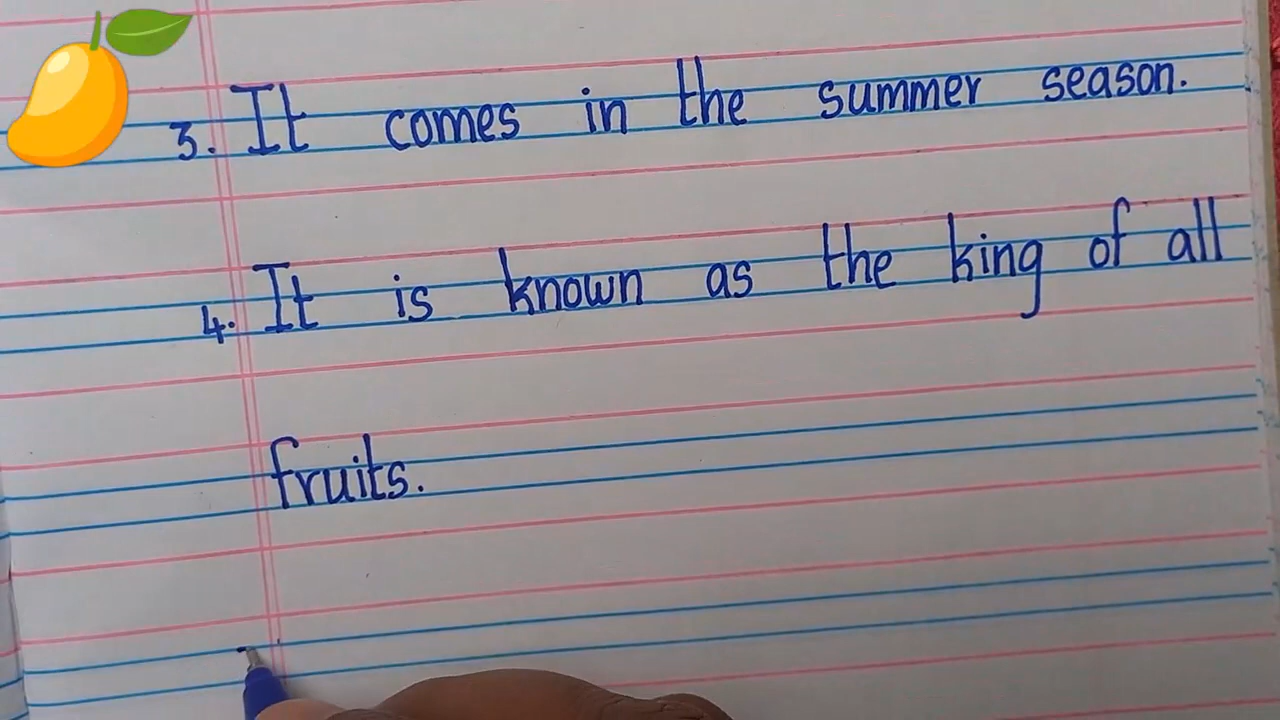 3. It comes in the summer season.
4. It is known as the king of all
fruits.